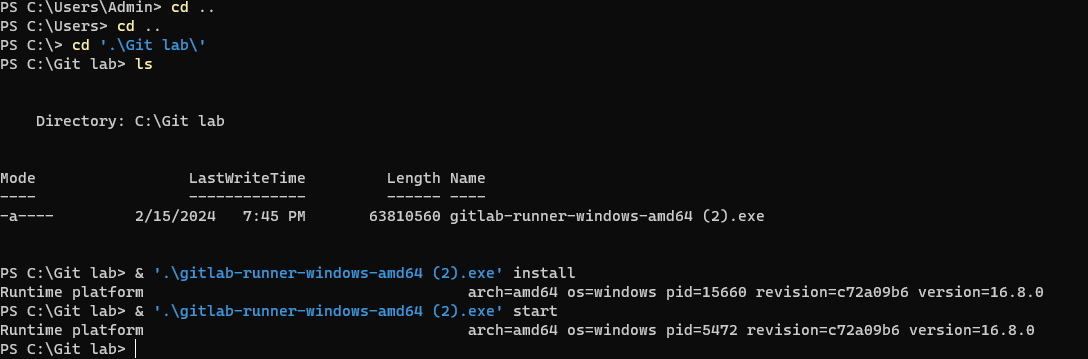 PS C:\Users\Admin> cd ..
PS C:\Users> cd ..
PS C:\> cd '.\Git lab\'
PS C:\Git lab> ls
Directory: C:\Git lab
Mode LastWriteTime Length Name
---- ------------- ------ ----
-a---- 2/15/2024 7:45 PM 63810560 gitlab-runner-windows-amd64 (2).exe
PS C:\Git lab> & '.\gitlab-runner-windows-amd64 (2).exe' install
Runtime platform arch=amd64 os=windows pid=15660 revision=c72a09b6 version=16.8.0
PS C:\Git lab> & '.\gitlab-runner-windows-amd64 (2).exe' start
Runtime platform arch=amd64 os=windows pid=5472 revision=c72a09b6 version=16.8.0
PS C:\Git lab>